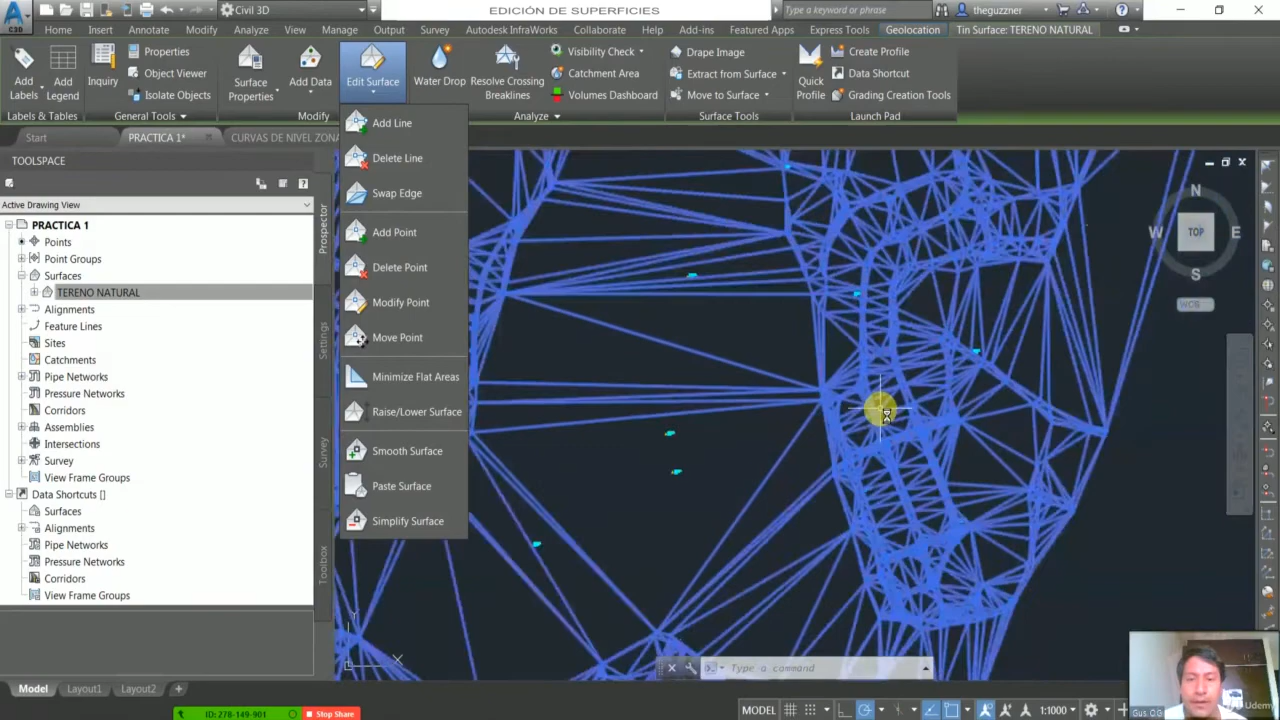 A
C3D
Civil 3D
EDICIÓN DE SUPERFICIES
Type a keyword or phrase
theguzzner
Home Insert Annotate Modify Analyze View Manage Output Survey Autodesk InfraWorks Collaborate Help Add-ins Featured Apps Express Tools Geolocation Tin Surface: TERENO NATURAL
Add Labels
Add Legend
Inquiry
Properties
Object Viewer
Isolate Objects
Surface Properties
Add Data
Edit Surface
Water Drop
Resolve Crossing Breaklines
Visibility Check
Catchment Area
Volumes Dashboard
Drape Image
Extract from Surface
Move to Surface
Quick Profile
Create Profile
Data Shortcut
Grading Creation Tools
Labels & Tables
General Tools
Modify
Analyze
Surface Tools
Launch Pad
Start
PRACTICA 1*
CURVAS DE NIVEL ZONA
TOOLSPACE
Active Drawing View
PRACTICA 1
Points
Point Groups
Surfaces
TERENO NATURAL
Alignments
Feature Lines
Sites
Catchments
Pipe Networks
Pressure Networks
Corridors
Assemblies
Intersections
Survey
View Frame Groups
Data Shortcuts []
Surfaces
Alignments
Pipe Networks
Pressure Networks
Corridors
View Frame Groups
Prospector
Settings
Survey
Toolbox
Add Line
Delete Line
Swap Edge
Add Point
Delete Point
Modify Point
Move Point
Minimize Flat Areas
Raise/Lower Surface
Smooth Surface
Paste Surface
Simplify Surface
N
W TOP E
S
WCS
Y
X
Type a command
Model Layout1 Layout2 +
ID: 278-149-901
Stop Share
MODEL
1:1000
Gus. O.G
Udemy